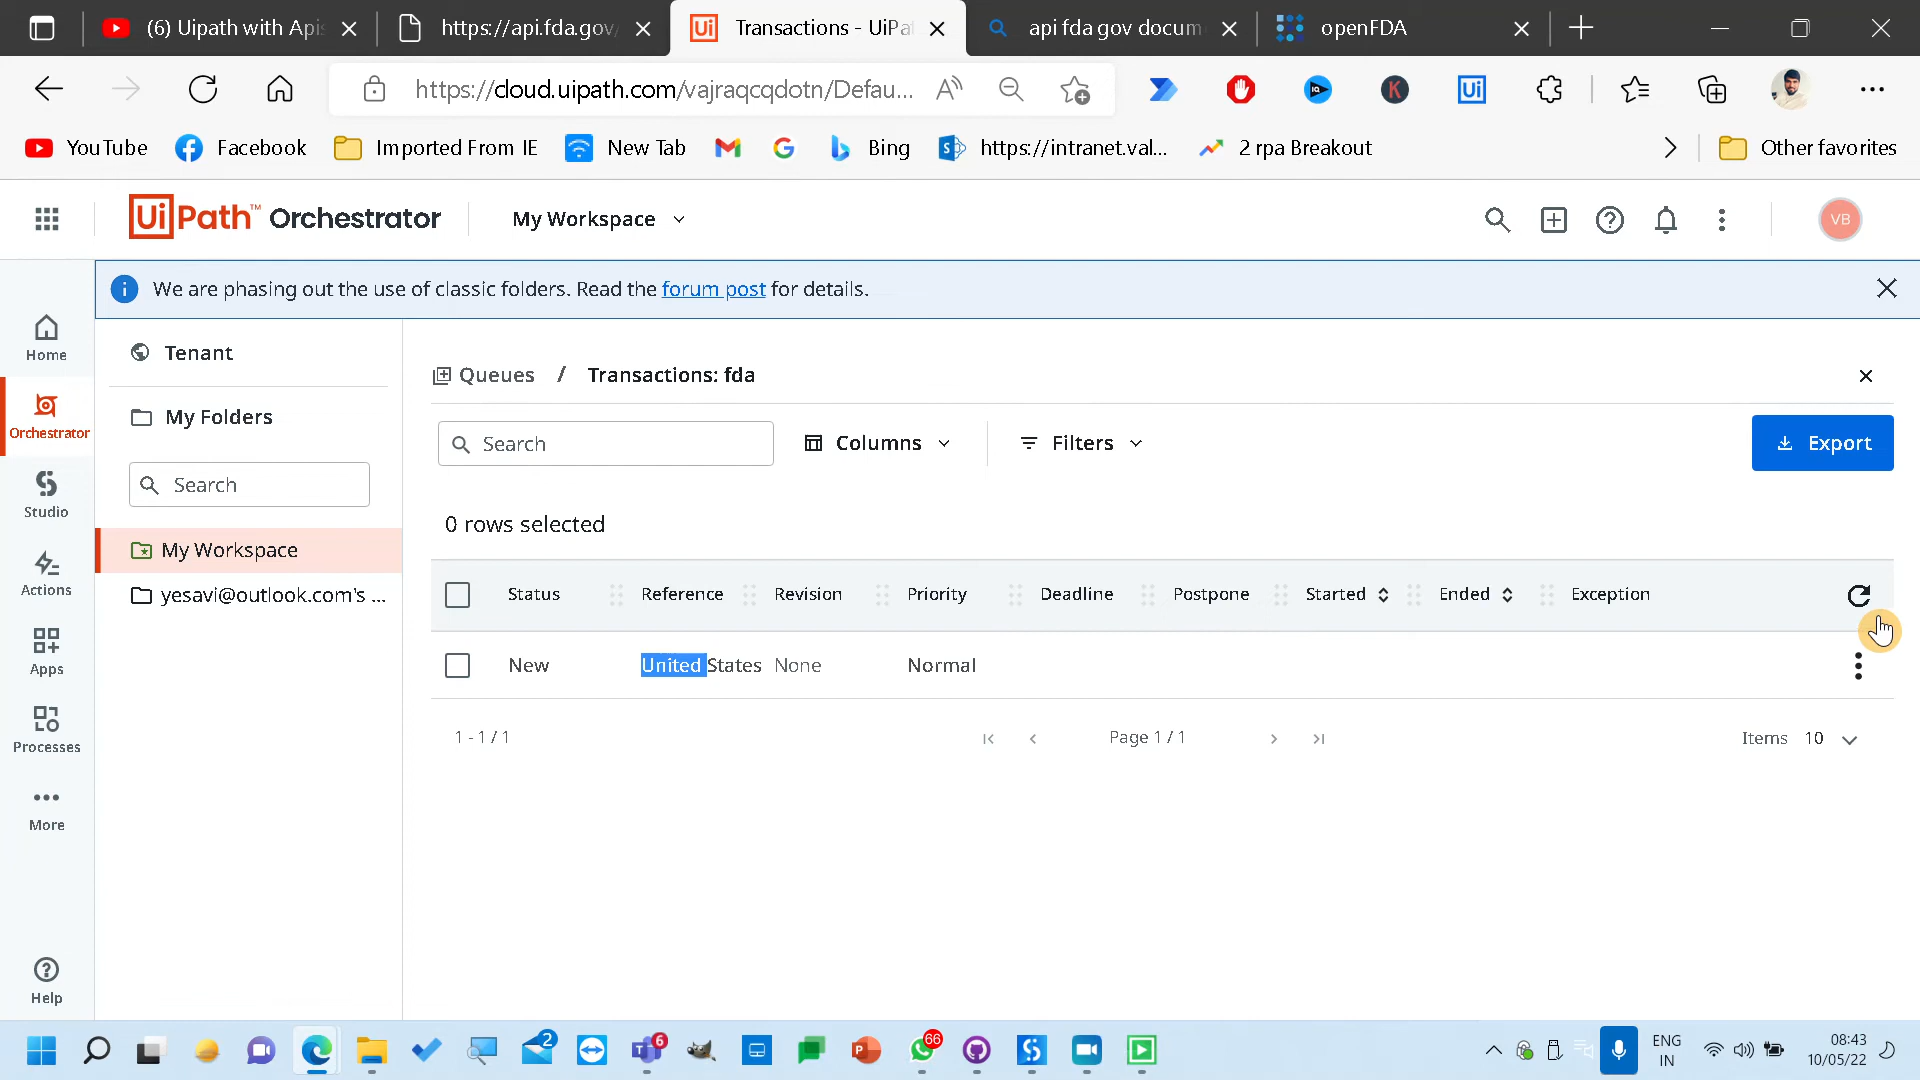 (6) Uipath with Apis
https://api.fda.gov/
Transactions - UiPa
api fda gov docum
openFDA
https://cloud.uipath.com/vajraqcqdotn/Defau...
YouTube
Facebook
Imported From IE
New Tab
Bing
https://intranet.val...
2 rpa Breakout
Other favorites
UiPath™ Orchestrator
My Workspace
VB
We are phasing out the use of classic folders. Read the forum post for details.
Home
Orchestrator
Studio
Actions
Apps
Processes
More
Help
Tenant
My Folders
Search
My Workspace
yesavi@outlook.com's ...
Queues / Transactions: fda
Search
Columns
Filters
Export
0 rows selected
Status Reference Revision Priority Deadline Postpone Started Ended Exception
New United States None Normal
1 - 1 / 1
Page 1 / 1
Items 10
2
6
66
ENG
IN
08:43
10/05/22